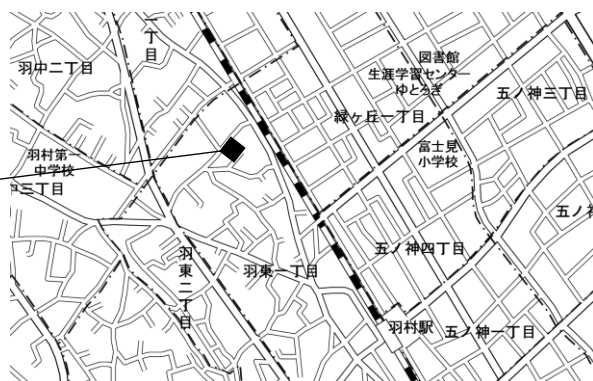 一丁目
羽中二丁目
図書館
生涯学習センター
ゆとろぎ
五ノ神三丁目
緑ヶ丘一丁目
羽村第一
中学校
富士見
小学校
三丁目
五ノ
羽東二丁目
羽東一丁目
五ノ神四丁目
羽村駅
五ノ神一丁目